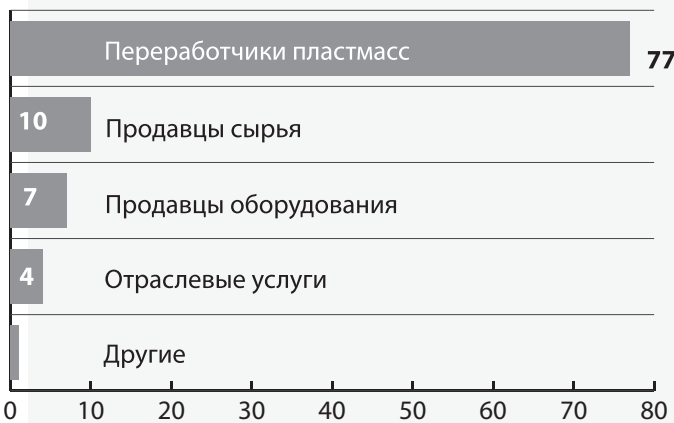 Переработчики пластмасс 77
10 Продавцы сырья
7 Продавцы оборудования
4 Отраслевые услуги
Другие
0 10 20 30 40 50 60 70 80